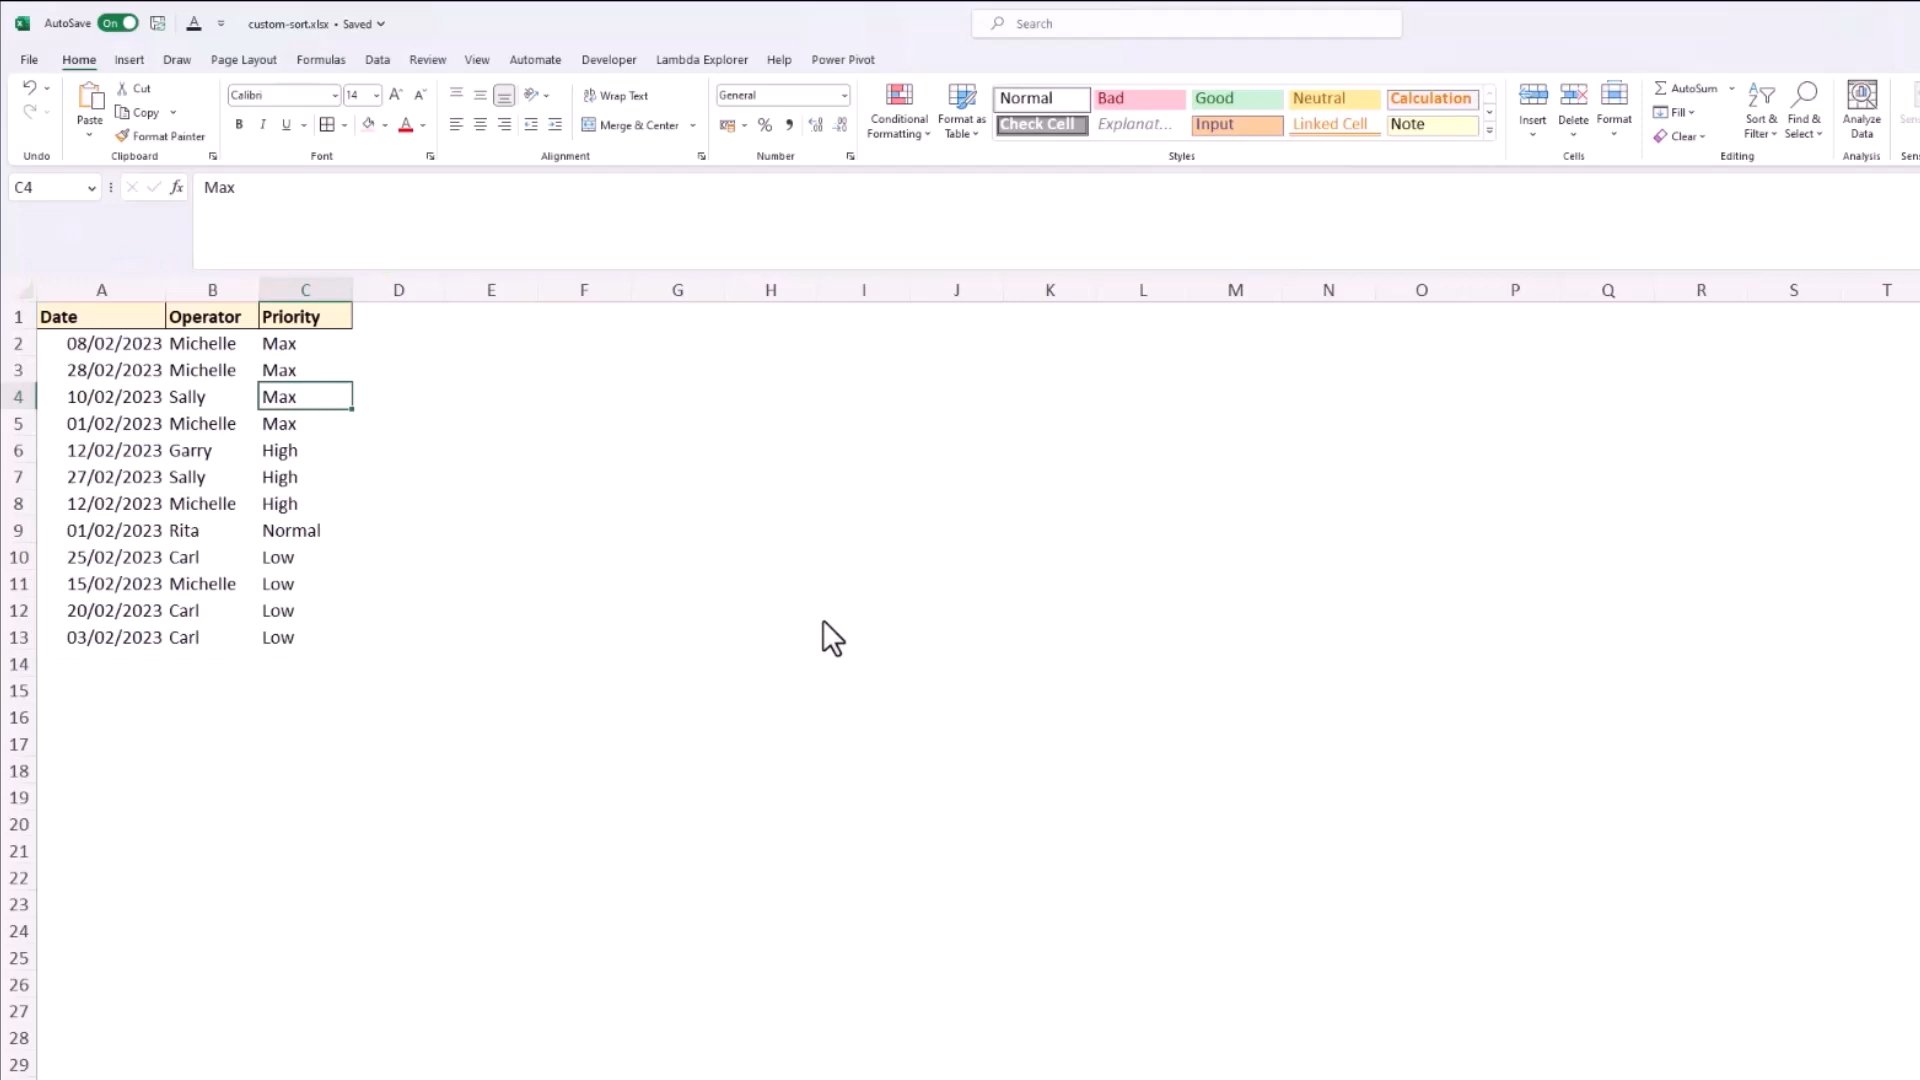 AutoSave On custom-sort.xlsx • Saved Search
File Home Insert Draw Page Layout Formulas Data Review View Automate Developer Lambda Explorer Help Power Pivot
Paste Cut Copy Format Painter
Calibri 14 A A
B I U A
Wrap Text
Merge & Center
General
%
Conditional Formatting
Format as Table
Normal Bad Good Neutral Calculation
Check Cell Explanat... Input Linked Cell Note
Insert Delete Format
AutoSum
Fill
Clear
Sort & Filter
Find & Select
Analyze Data
Undo Clipboard Font Alignment Number Styles Cells Editing Analysis
C4 fx Max
A B C D E F G H I J K L M N O P Q R S T
1 Date Operator Priority
2 08/02/2023 Michelle Max
3 28/02/2023 Michelle Max
4 10/02/2023 Sally Max
5 01/02/2023 Michelle Max
6 12/02/2023 Garry High
7 27/02/2023 Sally High
8 12/02/2023 Michelle High
9 01/02/2023 Rita Normal
10 25/02/2023 Carl Low
11 15/02/2023 Michelle Low
12 20/02/2023 Carl Low
13 03/02/2023 Carl Low
14
15
16
17
18
19
20
21
22
23
24
25
26
27
28
29